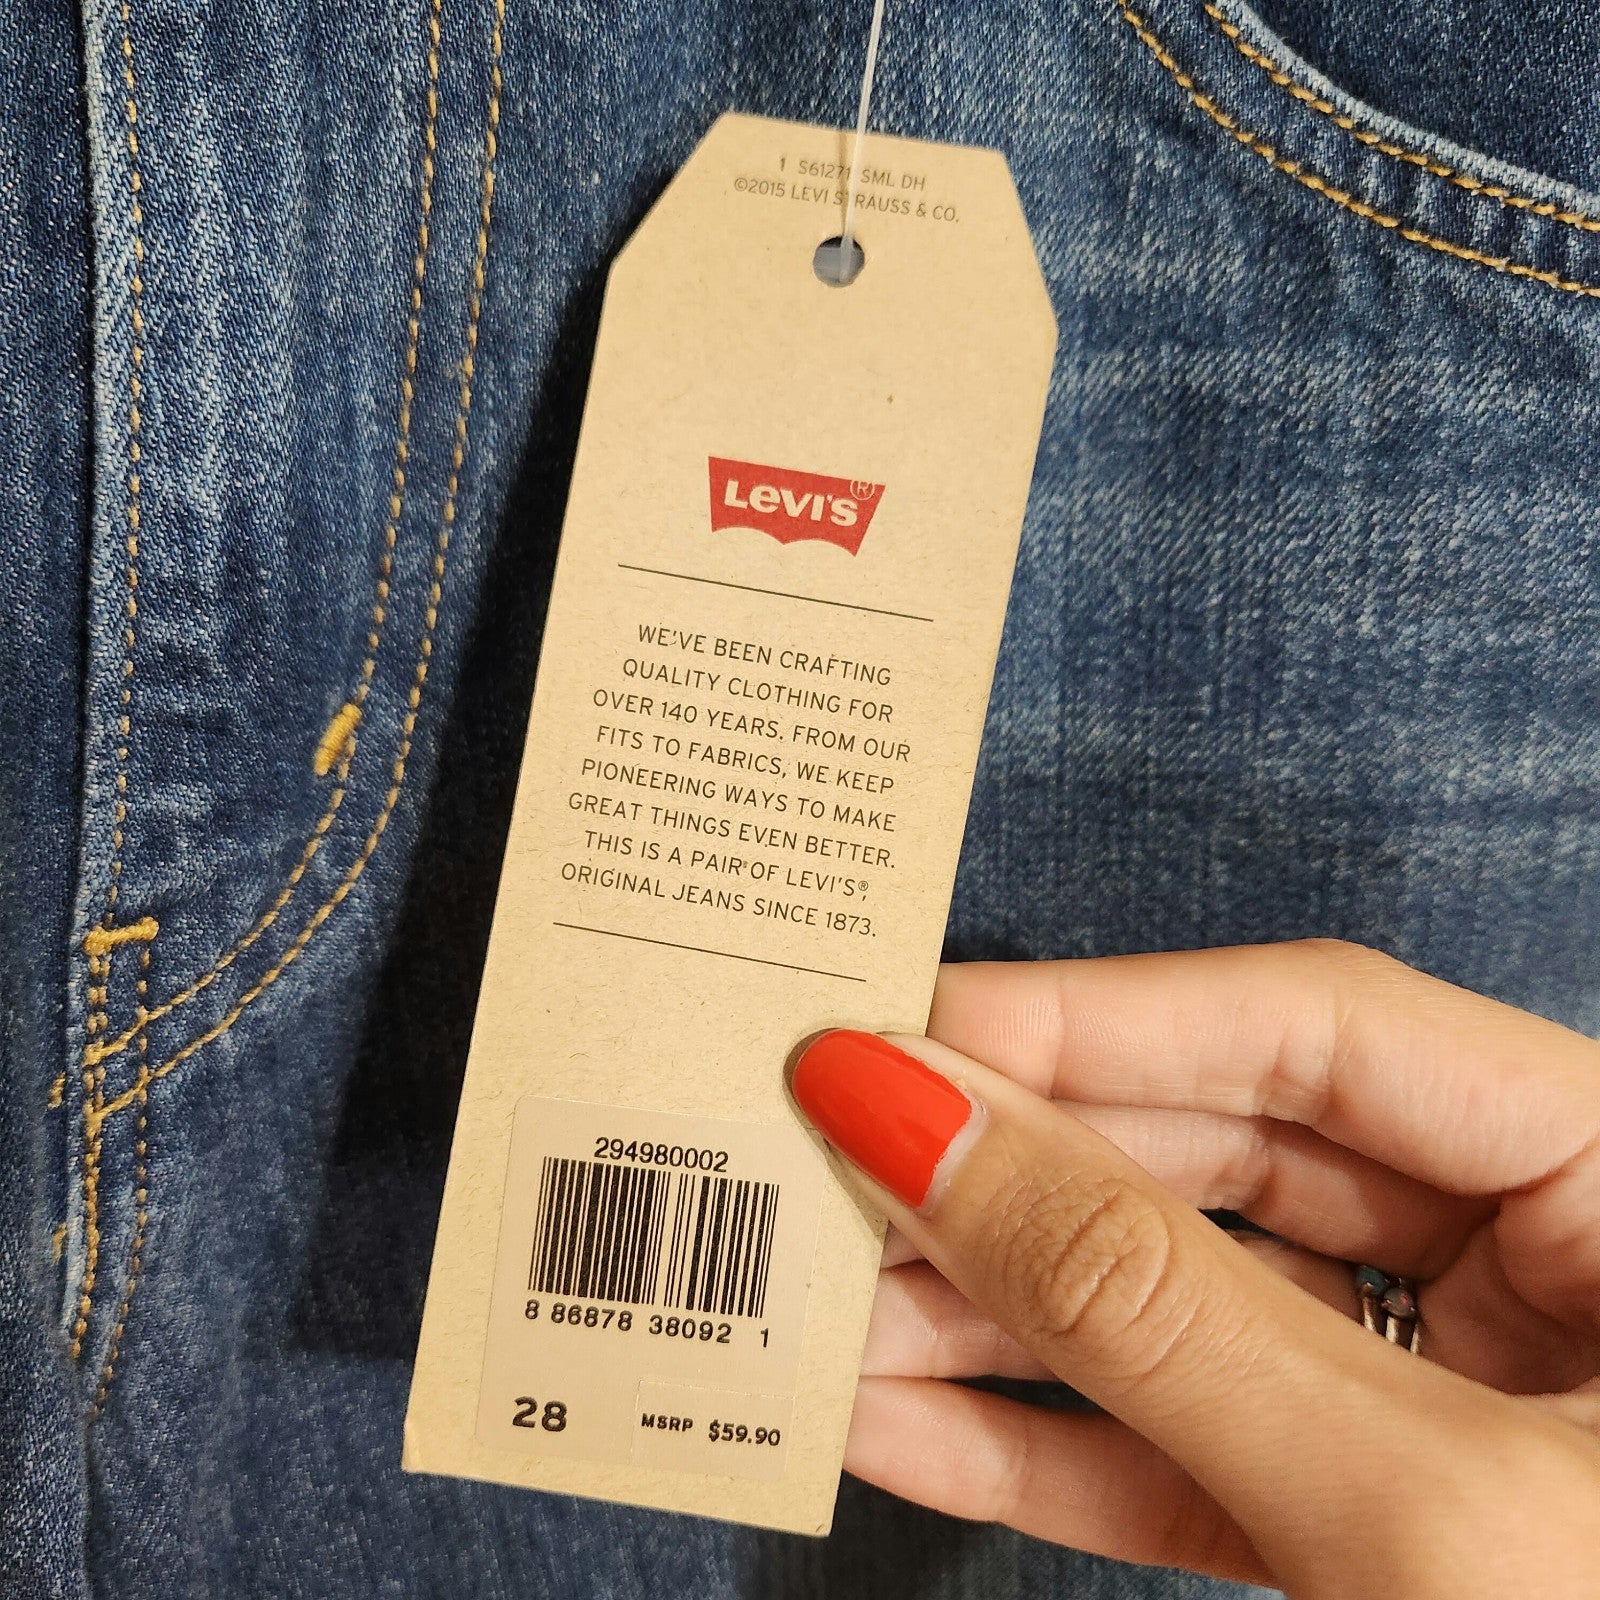 1 S61271 SML DH
©2015 LEVI STRAUSS & CO.
LEVI'S®
WE'VE BEEN CRAFTING
QUALITY CLOTHING FOR
OVER 140 YEARS. FROM OUR
FITS TO FABRICS, WE KEEP
PIONEERING WAYS TO MAKE
GREAT THINGS EVEN BETTER.
THIS IS A PAIR OF LEVI'S®,
ORIGINAL JEANS SINCE 1873.
294980002
8 86878 38092 1
28 MSRP $59.90